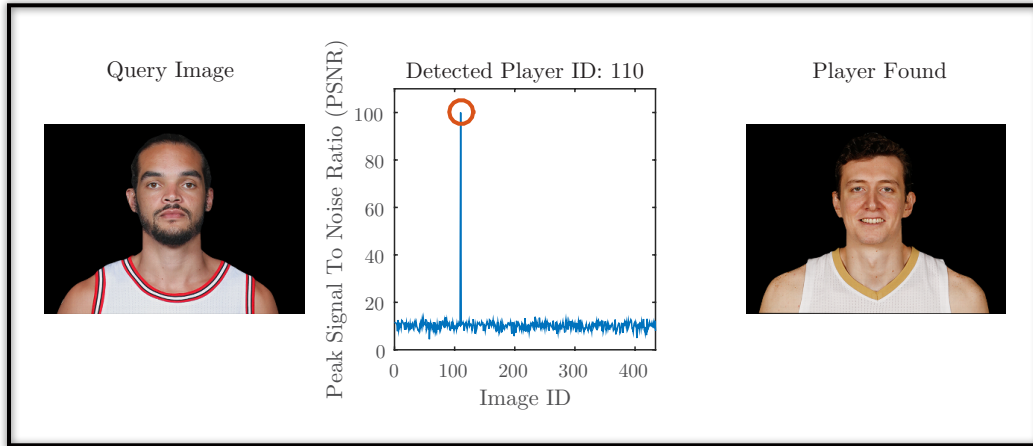 Query Image
Detected Player ID: 110
Player Found
Peak Signal To Noise Ratio (PSNR)
100
80
60
40
20
0
0 100 200 300 400
Image ID